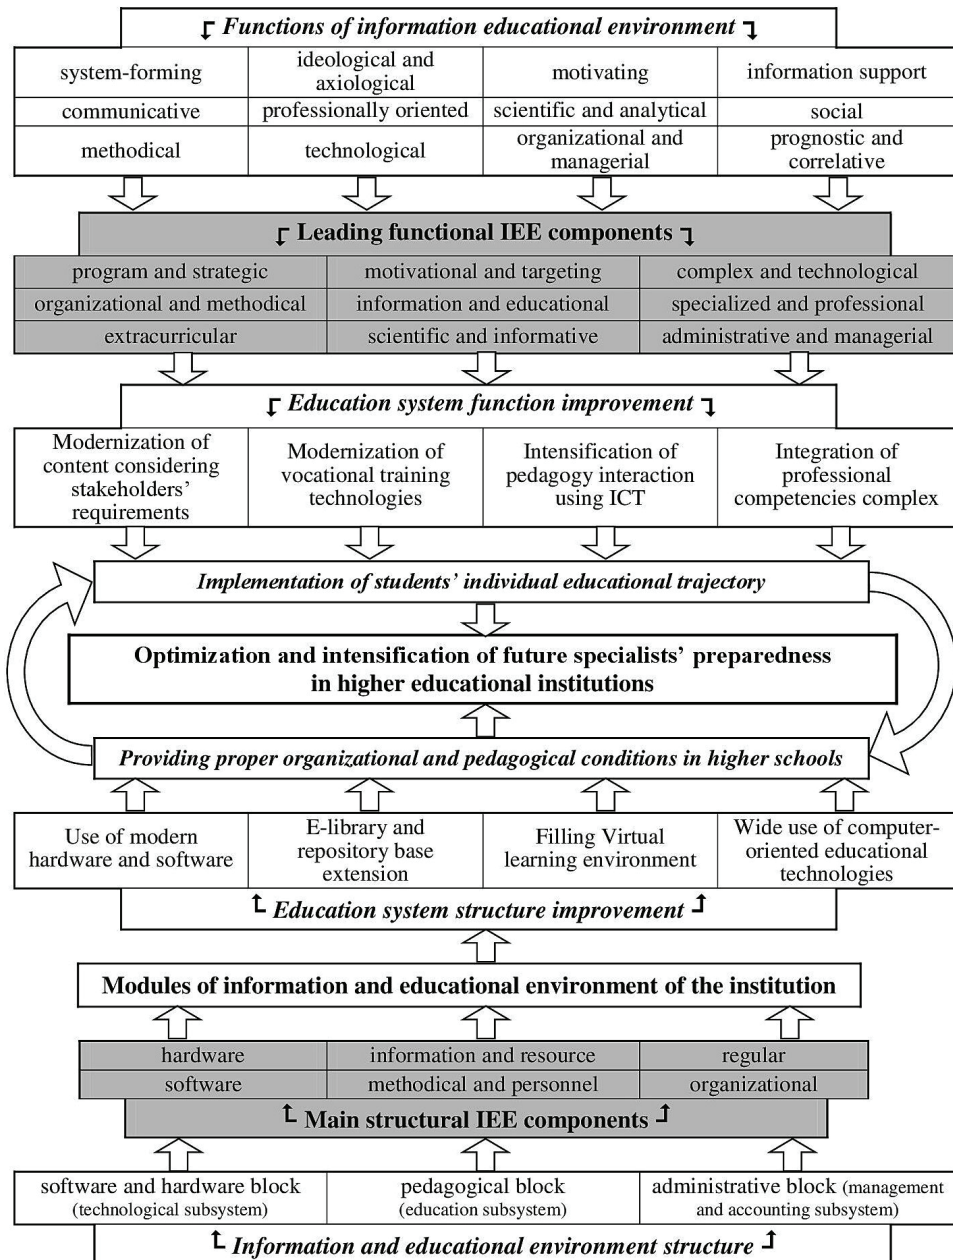 Functions of information educational environment
system-forming
ideological and
axiological
motivating
information support
communicative
professionally oriented
scientific and analytical
social
methodical
technological
organizational and
managerial
prognostic and
correlative
Leading functional IEE components
program and strategic
motivational and targeting
complex and technological
organizational and methodical
information and educational
specialized and professional
extracurricular
scientific and informative
administrative and managerial
Education system function improvement
Modernization of
content considering
stakeholders’
requirements
Modernization of
vocational training
technologies
Intensification of
pedagogy interaction
using ICT
Integration of
professional
competencies complex
Implementation of students’ individual educational trajectory
Optimization and intensification of future specialists’ preparedness
in higher educational institutions
Providing proper organizational and pedagogical conditions in higher schools
Use of modern
hardware and software
E-library and
repository base
extension
Filling Virtual
learning environment
Wide use of computer-
oriented educational
technologies
Education system structure improvement
Modules of information and educational environment of the institution
hardware
information and resource
regular
software
methodical and personnel
organizational
Main structural IEE components
software and hardware block
(technological subsystem)
pedagogical block
(education subsystem)
administrative block (management
and accounting subsystem)
Information and educational environment structure